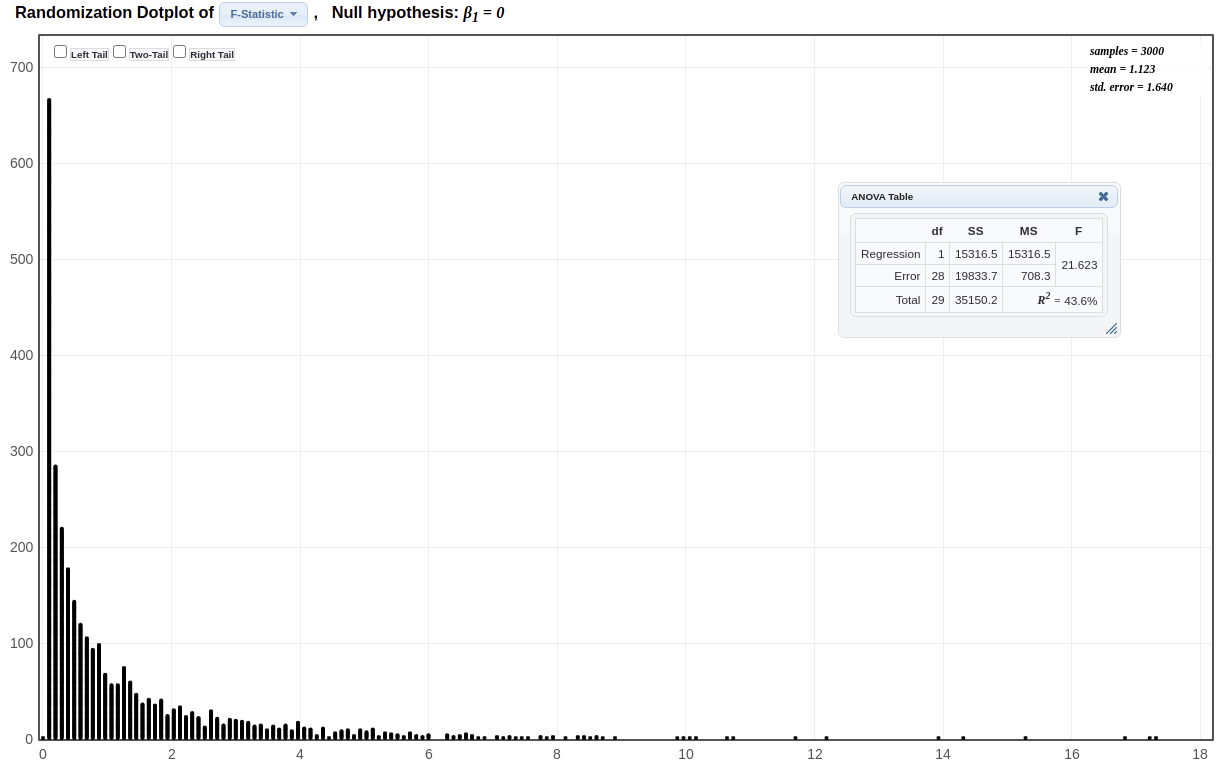 Randomization Dotplot of F-Statistic , Null hypothesis: β1 = 0
Left Tail Two-Tail Right Tail
samples = 3000
mean = 1.123
std. error = 1.640
700
600
500
400
300
200
100
0
0 2 4 6 8 10 12 14 16 18
ANOVA Table
df SS MS F
Regression 1 15316.5 15316.5 21.623
Error 28 19833.7 708.3
Total 29 35150.2 R2 = 43.6%